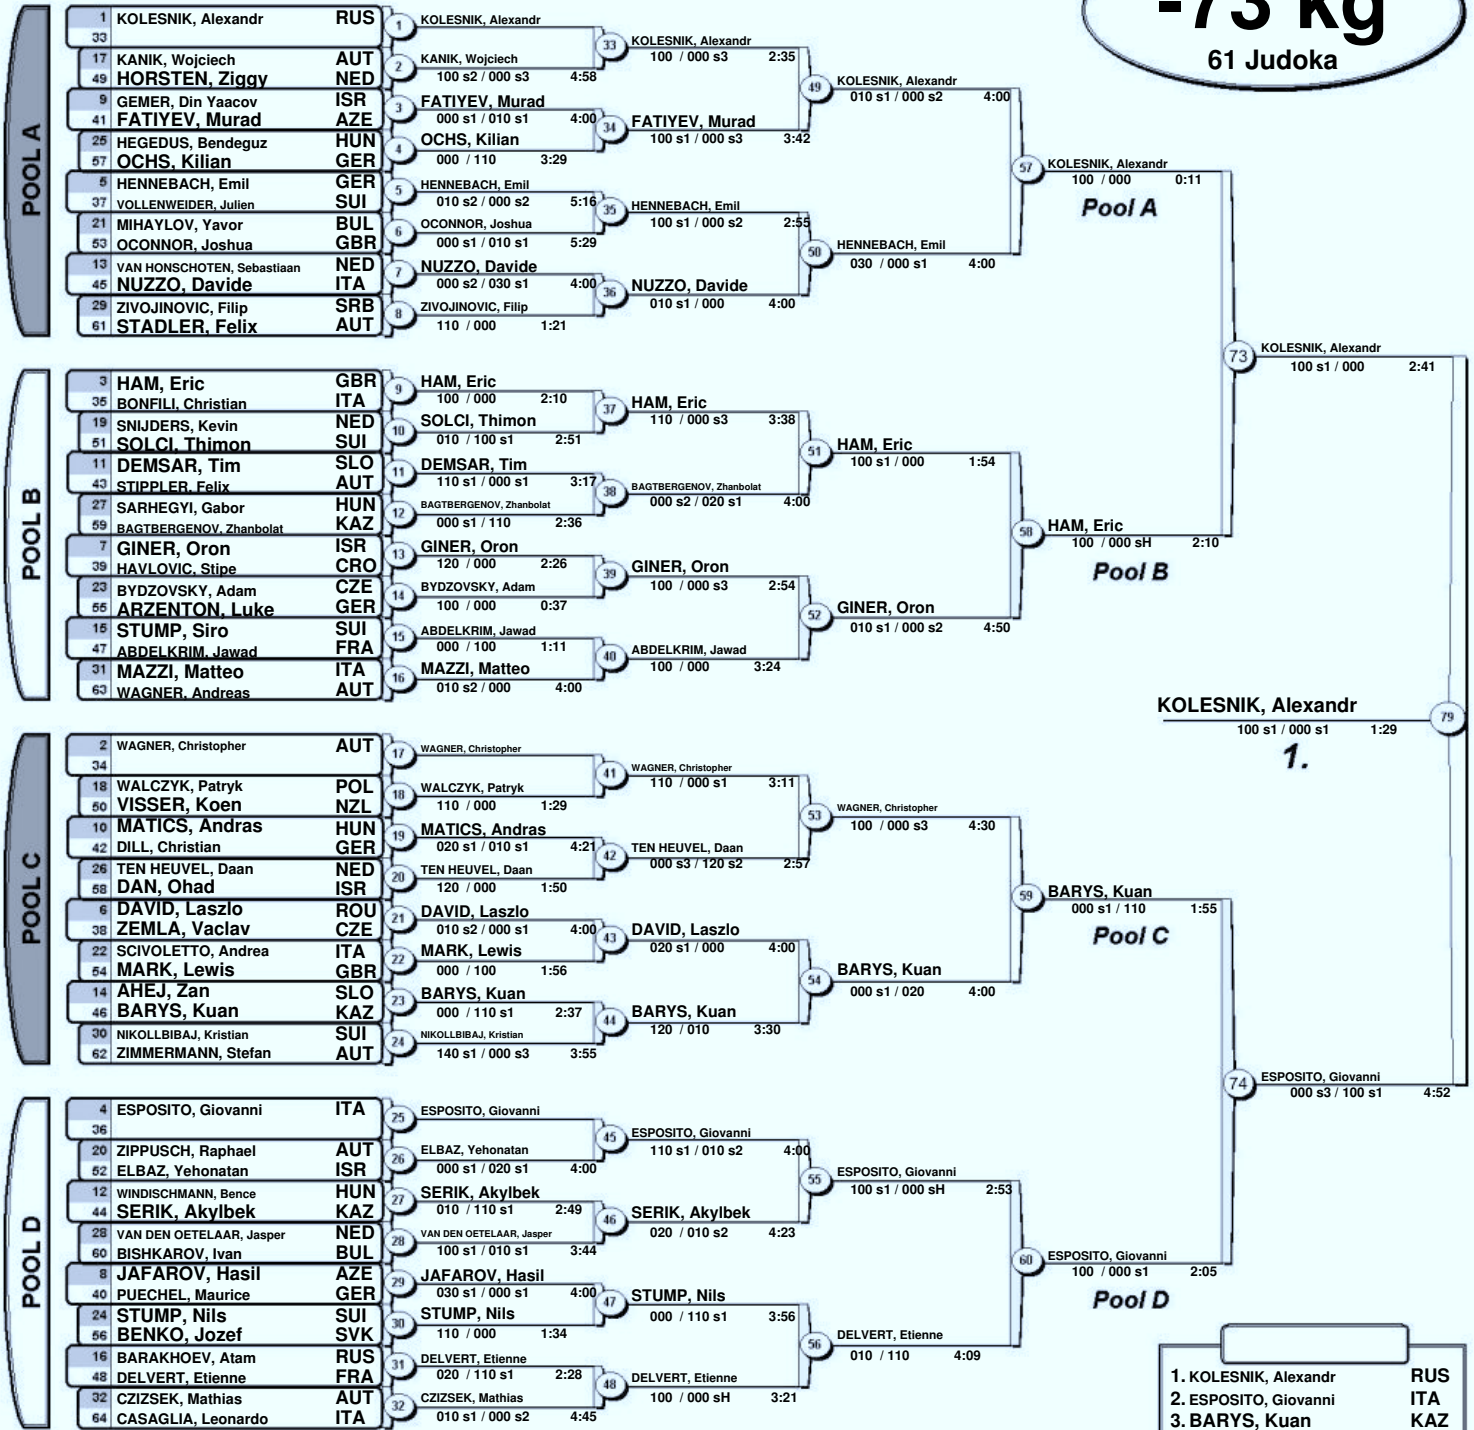 -73 kg
61 Judoka
POOL A
1 KOLESNIK, Alexandr RUS
33
17 KANIK, Wojciech AUT
49 HORSTEN, Ziggy NED
9 GEMER, Din Yaacov ISR
41 FATIYEV, Murad AZE
25 HEGEDUS, Bendeguz HUN
57 OCHS, Kilian GER
5 HENNEBACH, Emil GER
37 VOLLENWEIDER, Julien SUI
21 MIHAYLOV, Yavor BUL
53 OCONNOR, Joshua GBR
13 VAN HONSCHOTEN, Sebastiaan NED
45 NUZZO, Davide ITA
29 ZIVOJINOVIC, Filip SRB
61 STADLER, Felix AUT
1 KOLESNIK, Alexandr
2 KANIK, Wojciech
100 s2 / 000 s3 4:58
3 FATIYEV, Murad
000 s1 / 010 s1 4:00
4 OCHS, Kilian
000 / 110 3:29
5 HENNEBACH, Emil
010 s2 / 000 s2 5:16
6 OCONNOR, Joshua
000 s1 / 010 s1 5:29
7 NUZZO, Davide
000 s2 / 030 s1 4:00
8 ZIVOJINOVIC, Filip
110 / 000 1:21
33 KOLESNIK, Alexandr
100 / 000 s3 2:35
34 FATIYEV, Murad
100 s1 / 000 s3 3:42
35 HENNEBACH, Emil
100 s1 / 000 s2 2:55
36 NUZZO, Davide
010 s1 / 000 4:00
49 KOLESNIK, Alexandr
010 s1 / 000 s2 4:00
50 HENNEBACH, Emil
030 / 000 s1 4:00
57 KOLESNIK, Alexandr
100 / 000 0:11
Pool A
POOL B
3 HAM, Eric GBR
35 BONFILI, Christian ITA
19 SNIJDERS, Kevin NED
51 SOLCI, Thimon SUI
11 DEMSAR, Tim SLO
43 STIPPLER, Felix AUT
27 SARHEGYI, Gabor HUN
59 BAGTBERGENOV, Zhanbolat KAZ
7 GINER, Oron ISR
39 HAVLOVIC, Stipe CRO
23 BYDZOVSKY, Adam CZE
55 ARZENTON, Luke GER
15 STUMP, Siro SUI
47 ABDELKRIM, Jawad FRA
31 MAZZI, Matteo ITA
63 WAGNER, Andreas AUT
9 HAM, Eric
100 / 000 2:10
10 SOLCI, Thimon
010 / 100 s1 2:51
11 DEMSAR, Tim
110 s1 / 000 s1 3:17
12 BAGTBERGENOV, Zhanbolat
000 s1 / 110 2:36
13 GINER, Oron
120 / 000 2:26
14 BYDZOVSKY, Adam
100 / 000 0:37
15 ABDELKRIM, Jawad
000 / 100 1:11
16 MAZZI, Matteo
010 s2 / 000 4:00
37 HAM, Eric
110 / 000 s3 3:38
38 BAGTBERGENOV, Zhanbolat
000 s2 / 020 s1 4:00
39 GINER, Oron
100 / 000 s3 2:54
40 ABDELKRIM, Jawad
100 / 000 3:24
51 HAM, Eric
100 s1 / 000 1:54
52 GINER, Oron
010 s1 / 000 s2 4:50
58 HAM, Eric
100 / 000 sH 2:10
Pool B
73 KOLESNIK, Alexandr
100 s1 / 000 2:41
KOLESNIK, Alexandr 79
100 s1 / 000 s1 1:29
1.
POOL C
2 WAGNER, Christopher AUT
34
18 WALCZYK, Patryk POL
50 VISSER, Koen NZL
10 MATICS, Andras HUN
42 DILL, Christian GER
26 TEN HEUVEL, Daan NED
58 DAN, Ohad ISR
6 DAVID, Laszlo ROU
38 ZEMLA, Vaclav CZE
22 SCIVOLETTO, Andrea ITA
54 MARK, Lewis GBR
14 AHEJ, Zan SLO
46 BARYS, Kuan KAZ
30 NIKOLLBIBAJ, Kristian SUI
62 ZIMMERMANN, Stefan AUT
17 WAGNER, Christopher
18 WALCZYK, Patryk
110 / 000 1:29
19 MATICS, Andras
020 s1 / 010 s1 4:21
20 TEN HEUVEL, Daan
120 / 000 1:50
21 DAVID, Laszlo
010 s2 / 000 s1 4:00
22 MARK, Lewis
000 / 100 1:56
23 BARYS, Kuan
000 / 110 s1 2:37
24 NIKOLLBIBAJ, Kristian
140 s1 / 000 s3 3:55
41 WAGNER, Christopher
110 / 000 s1 3:11
42 TEN HEUVEL, Daan
000 s3 / 120 s2 2:57
43 DAVID, Laszlo
020 s1 / 000 4:00
44 BARYS, Kuan
120 / 010 3:30
53 WAGNER, Christopher
100 / 000 s3 4:30
54 BARYS, Kuan
000 s1 / 020 4:00
59 BARYS, Kuan
000 s1 / 110 1:55
Pool C
POOL D
4 ESPOSITO, Giovanni ITA
36
20 ZIPPUSCH, Raphael AUT
52 ELBAZ, Yehonatan ISR
12 WINDISCHMANN, Bence HUN
44 SERIK, Akylbek KAZ
28 VAN DEN OETELAAR, Jasper NED
60 BISHKAROV, Ivan BUL
8 JAFAROV, Hasil AZE
40 PUECHEL, Maurice GER
24 STUMP, Nils SUI
56 BENKO, Jozef SVK
16 BARAKHOEV, Atam RUS
48 DELVERT, Etienne FRA
32 CZIZSEK, Mathias AUT
64 CASAGLIA, Leonardo ITA
25 ESPOSITO, Giovanni
26 ELBAZ, Yehonatan
000 s1 / 020 s1 4:00
27 SERIK, Akylbek
010 / 110 s1 2:49
28 VAN DEN OETELAAR, Jasper
100 s1 / 010 s1 3:44
29 JAFAROV, Hasil
030 s1 / 000 s1 4:00
30 STUMP, Nils
110 / 000 1:34
31 DELVERT, Etienne
020 / 110 s1 2:28
32 CZIZSEK, Mathias
010 s1 / 000 s2 4:45
45 ESPOSITO, Giovanni
110 s1 / 010 s2 4:00
46 SERIK, Akylbek
020 / 010 s2 4:23
47 STUMP, Nils
000 / 110 s1 3:56
48 DELVERT, Etienne
100 / 000 sH 3:21
55 ESPOSITO, Giovanni
100 s1 / 000 sH 2:53
56 DELVERT, Etienne
010 / 110 4:09
60 ESPOSITO, Giovanni
100 / 000 s1 2:05
Pool D
74 ESPOSITO, Giovanni
000 s3 / 100 s1 4:52
1. KOLESNIK, Alexandr RUS
2. ESPOSITO, Giovanni ITA
3. BARYS, Kuan KAZ